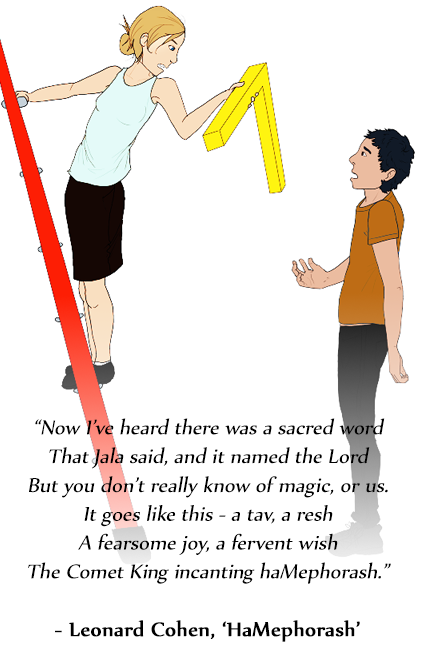 “Now I’ve heard there was a sacred word
That Jala said, and it named the Lord
But you don’t really know of magic, or us.
It goes like this - a tav, a resh
A fearsome joy, a fervent wish
The Comet King incanting haMephorash.”
- Leonard Cohen, ‘HaMephorash’